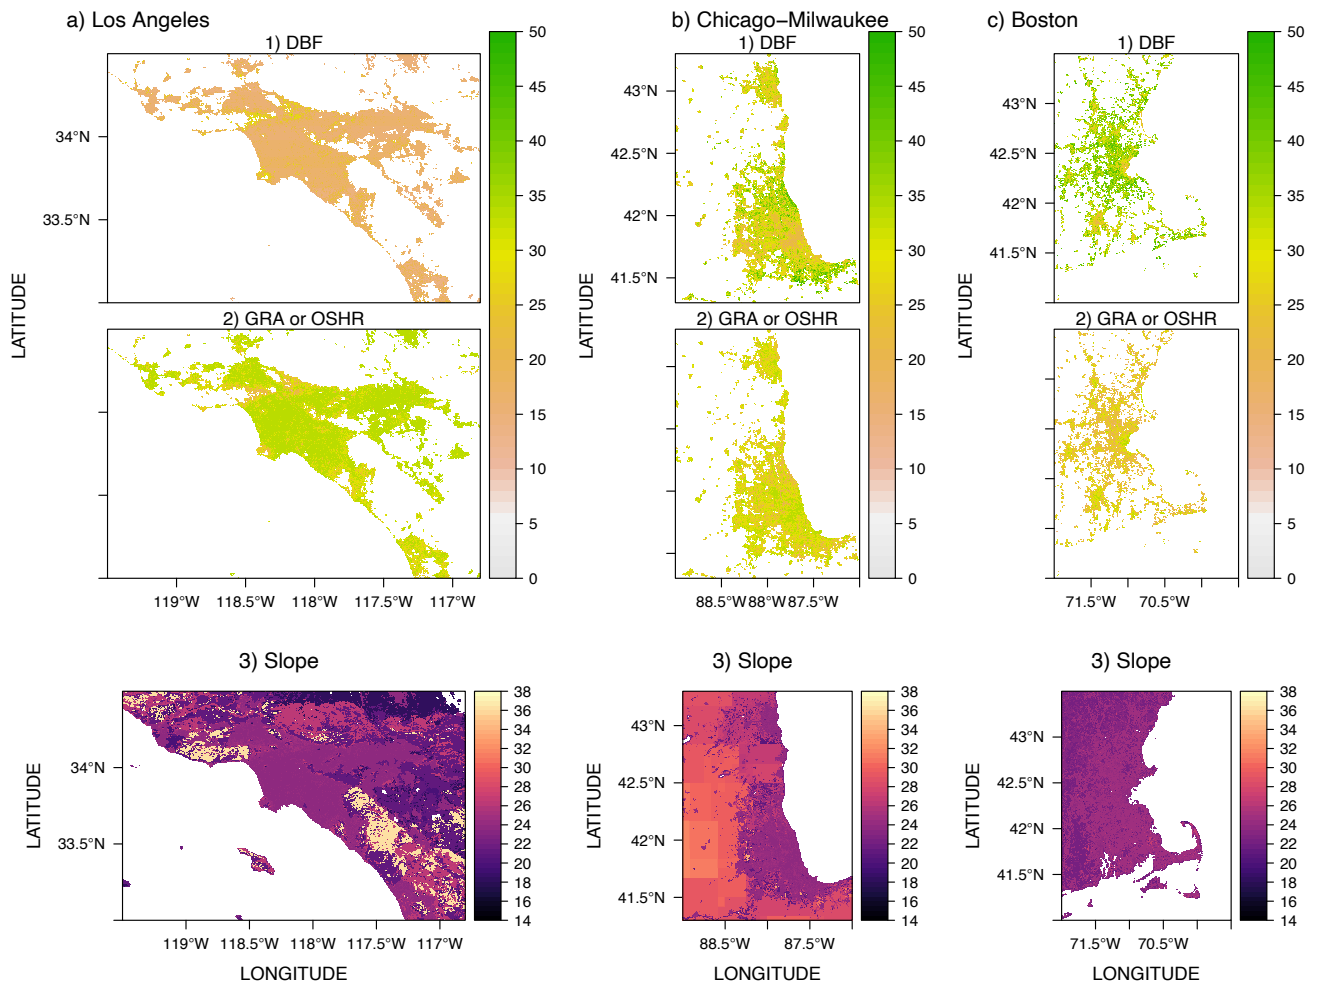 a) Los Angeles
b) Chicago−Milwaukee
c) Boston
1) DBF
1) DBF
1) DBF
50
45
40
35
30
25
20
15
10
5
0
34°N
33.5°N
LATITUDE
2) GRA or OSHR
119°W 118.5°W 118°W 117.5°W 117°W
50
45
40
35
30
25
20
15
10
5
0
43°N
42.5°N
42°N
41.5°N
LATITUDE
2) GRA or OSHR
88.5°W 88°W 87.5°W
50
45
40
35
30
25
20
15
10
5
0
43°N
42.5°N
42°N
41.5°N
LATITUDE
2) GRA or OSHR
71.5°W 70.5°W
3) Slope
34°N
33.5°N
LATITUDE
38
36
34
32
30
28
26
24
22
20
18
16
14
119°W 118.5°W 118°W 117.5°W 117°W
LONGITUDE
3) Slope
43°N
42.5°N
42°N
41.5°N
LATITUDE
38
36
34
32
30
28
26
24
22
20
18
16
14
88.5°W 87.5°W
LONGITUDE
3) Slope
43°N
42.5°N
42°N
41.5°N
LATITUDE
38
36
34
32
30
28
26
24
22
20
18
16
14
71.5°W 70.5°W
LONGITUDE